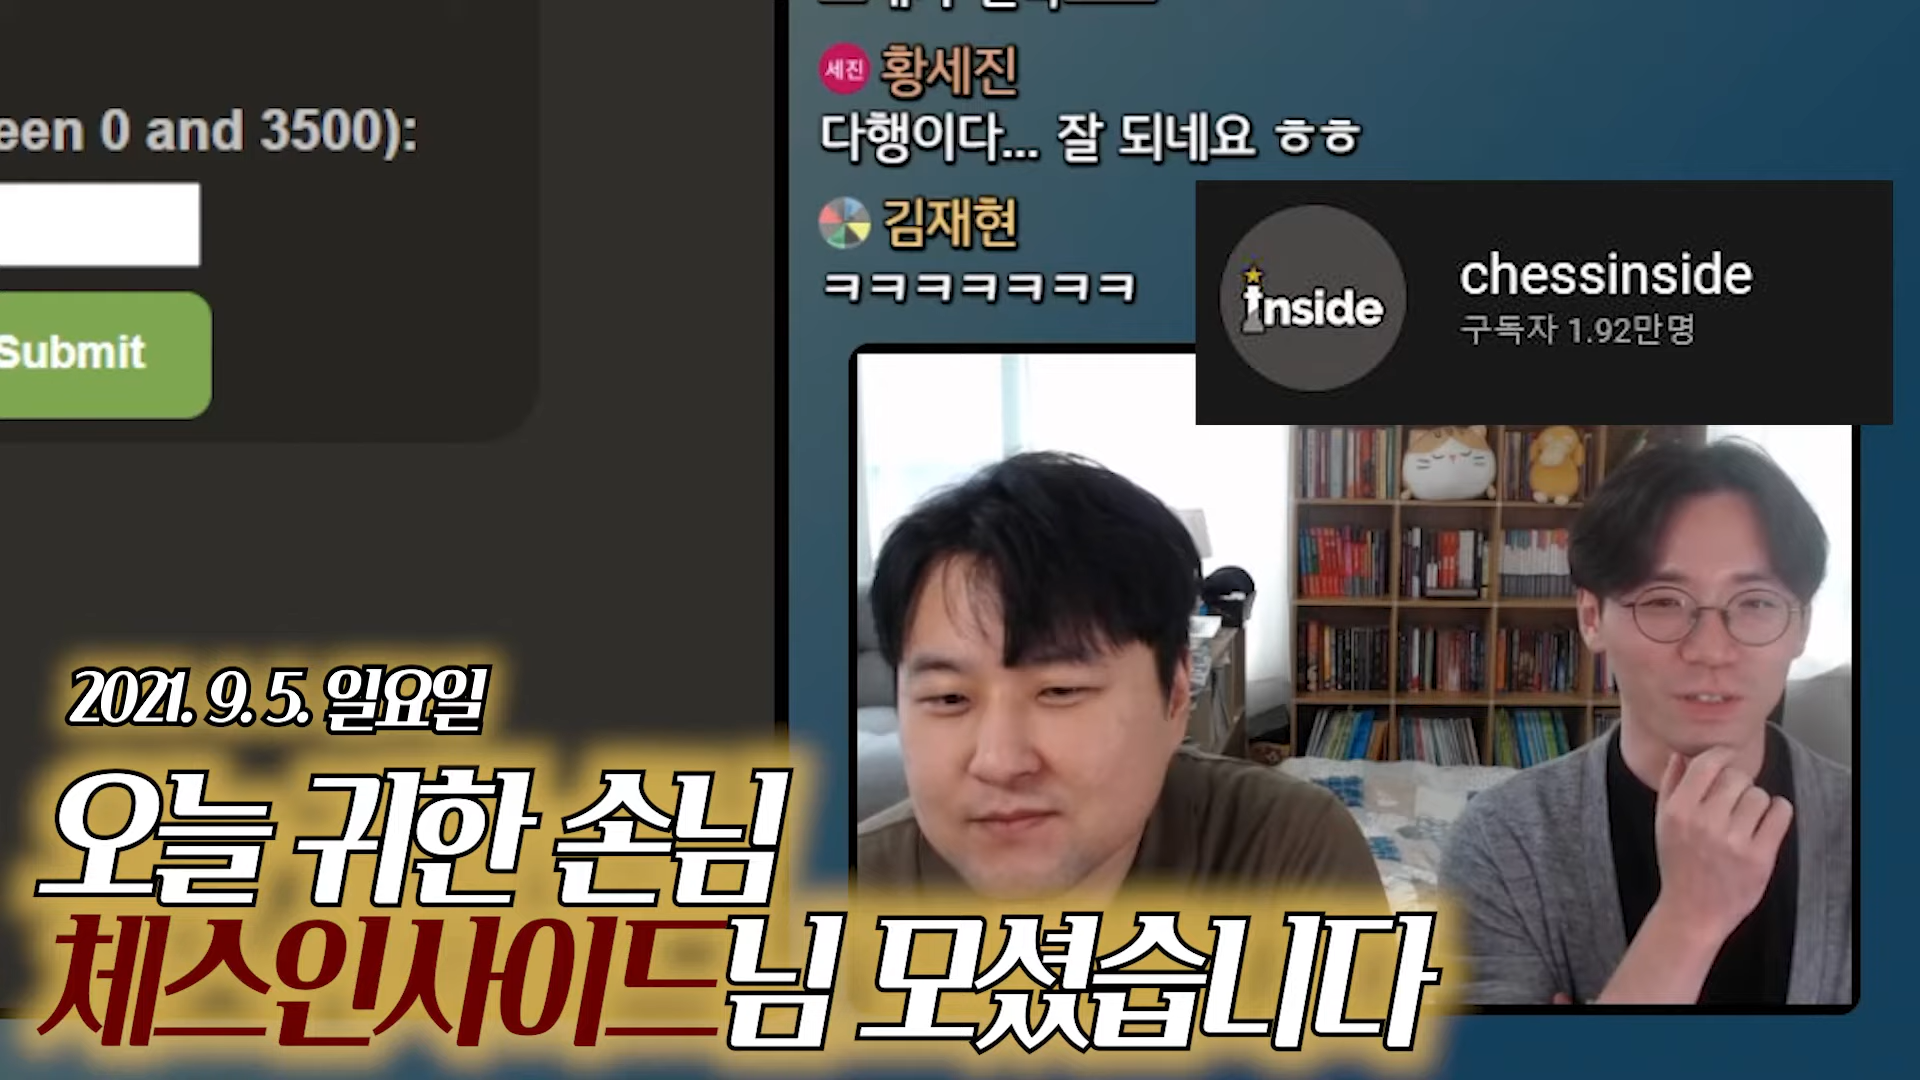 een 0 and 3500):
Submit
세진 황세진
다행이다... 잘 되네요 ㅎㅎ
김재현
ㅋㅋㅋㅋㅋㅋㅋ
inside
chessinside
구독자 1.92만명
2021. 9. 5. 일요일
오늘 귀한 손님
체스인사이드님 모셨습니다